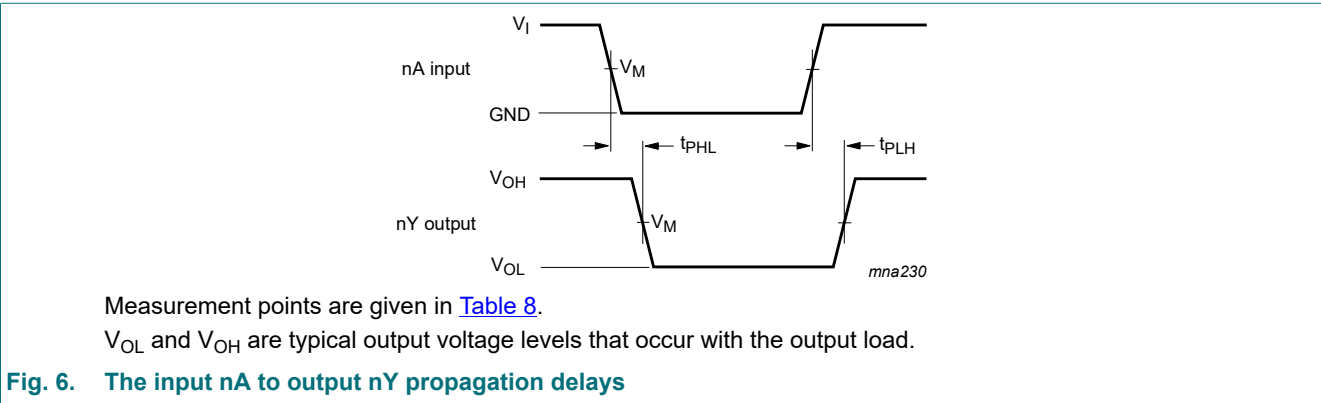 V_I
nA input
V_M
GND
t_PHL
t_PLH
V_OH
nY output
V_M
V_OL
mna230
Measurement points are given in Table 8.
V_OL and V_OH are typical output voltage levels that occur with the output load.
Fig. 6. The input nA to output nY propagation delays